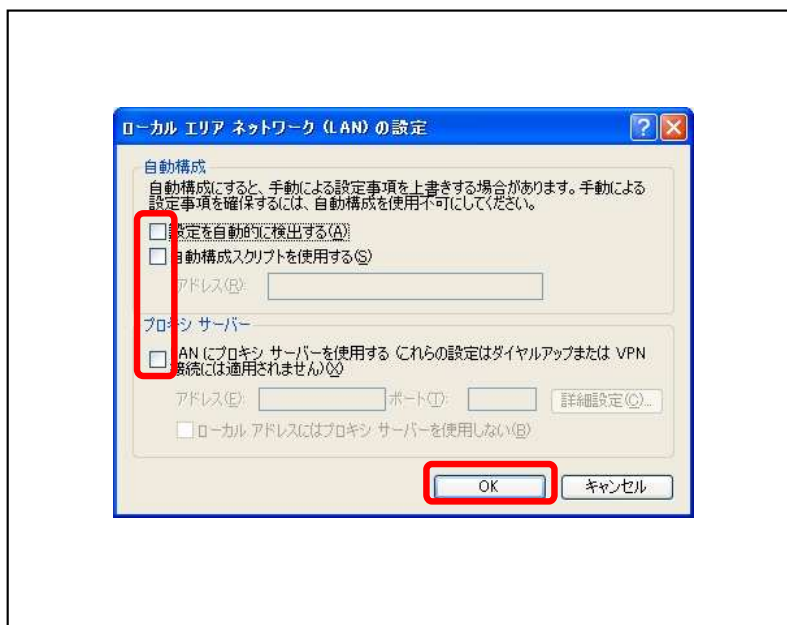 ローカル エリア ネットワーク (LAN) の設定
自動構成
自動構成にすると、手動による設定事項を上書きする場合があります。手動による
設定事項を確保するには、自動構成を使用不可にしてください。
設定を自動的に検出する(A)
自動構成スクリプトを使用する(S)
アドレス(R):
プロキシ サーバー
LAN にプロキシ サーバーを使用する (これらの設定はダイヤルアップまたは VPN
接続には適用されません)(X)
アドレス(E): ポート(T): 詳細設定(C)...
ローカル アドレスにはプロキシ サーバーを使用しない(B)
OK キャンセル